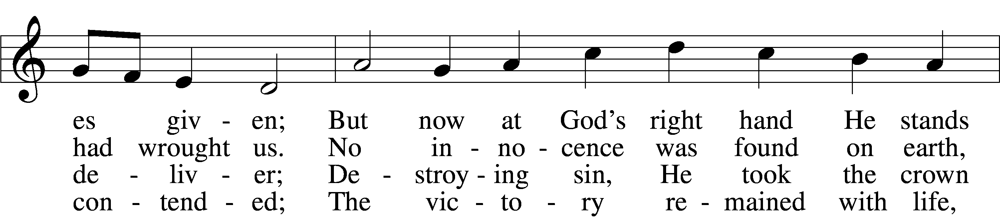 es giv - en; But now at God’s right hand He stands
had wrought us. No in - no - cence was found on earth,
de - liv - er; De - stroy - ing sin, He took the crown
con - tend - ed; The vic - to - ry re - mained with life,